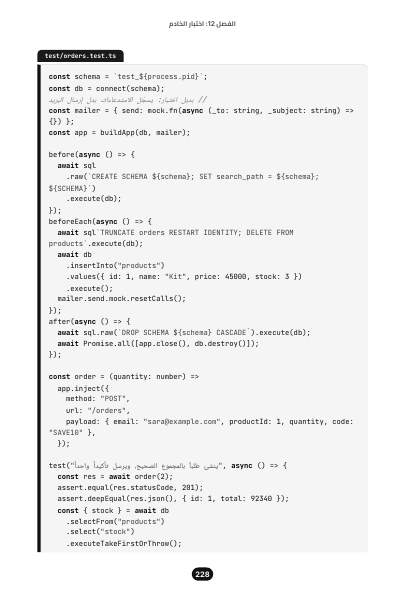 الفصل 12: اختبار الخادم
test/orders.test.ts
const schema = `test_${process.pid}`;
const db = connect(schema);
// بديل اختبار: يسجّل الاستدعاءات بدل إرسال البريد
const mailer = { send: mock.fn(async (_to: string, _subject: string) =>
{}) };
const app = buildApp(db, mailer);
before(async () => {
await sql
.raw(`CREATE SCHEMA ${schema}; SET search_path = ${schema};
${SCHEMA}`)
.execute(db);
});
beforeEach(async () => {
await sql`TRUNCATE orders RESTART IDENTITY; DELETE FROM
products`.execute(db);
await db
.insertInto("products")
.values({ id: 1, name: "Kit", price: 45000, stock: 3 })
.execute();
mailer.send.mock.resetCalls();
});
after(async () => {
await sql.raw(`DROP SCHEMA ${schema} CASCADE`).execute(db);
await Promise.all([app.close(), db.destroy()]);
});
const order = (quantity: number) =>
app.inject({
method: "POST",
url: "/orders",
payload: { email: "sara@example.com", productId: 1, quantity, code:
"SAVE10" },
});
test("ينشئ طلباً بالمجموع الصحيح، ويرسل تأكيداً واحداً", async () => {
const res = await order(2);
assert.equal(res.statusCode, 201);
assert.deepEqual(res.json(), { id: 1, total: 92340 });
const { stock } = await db
.selectFrom("products")
.select("stock")
.executeTakeFirstOrThrow();
228